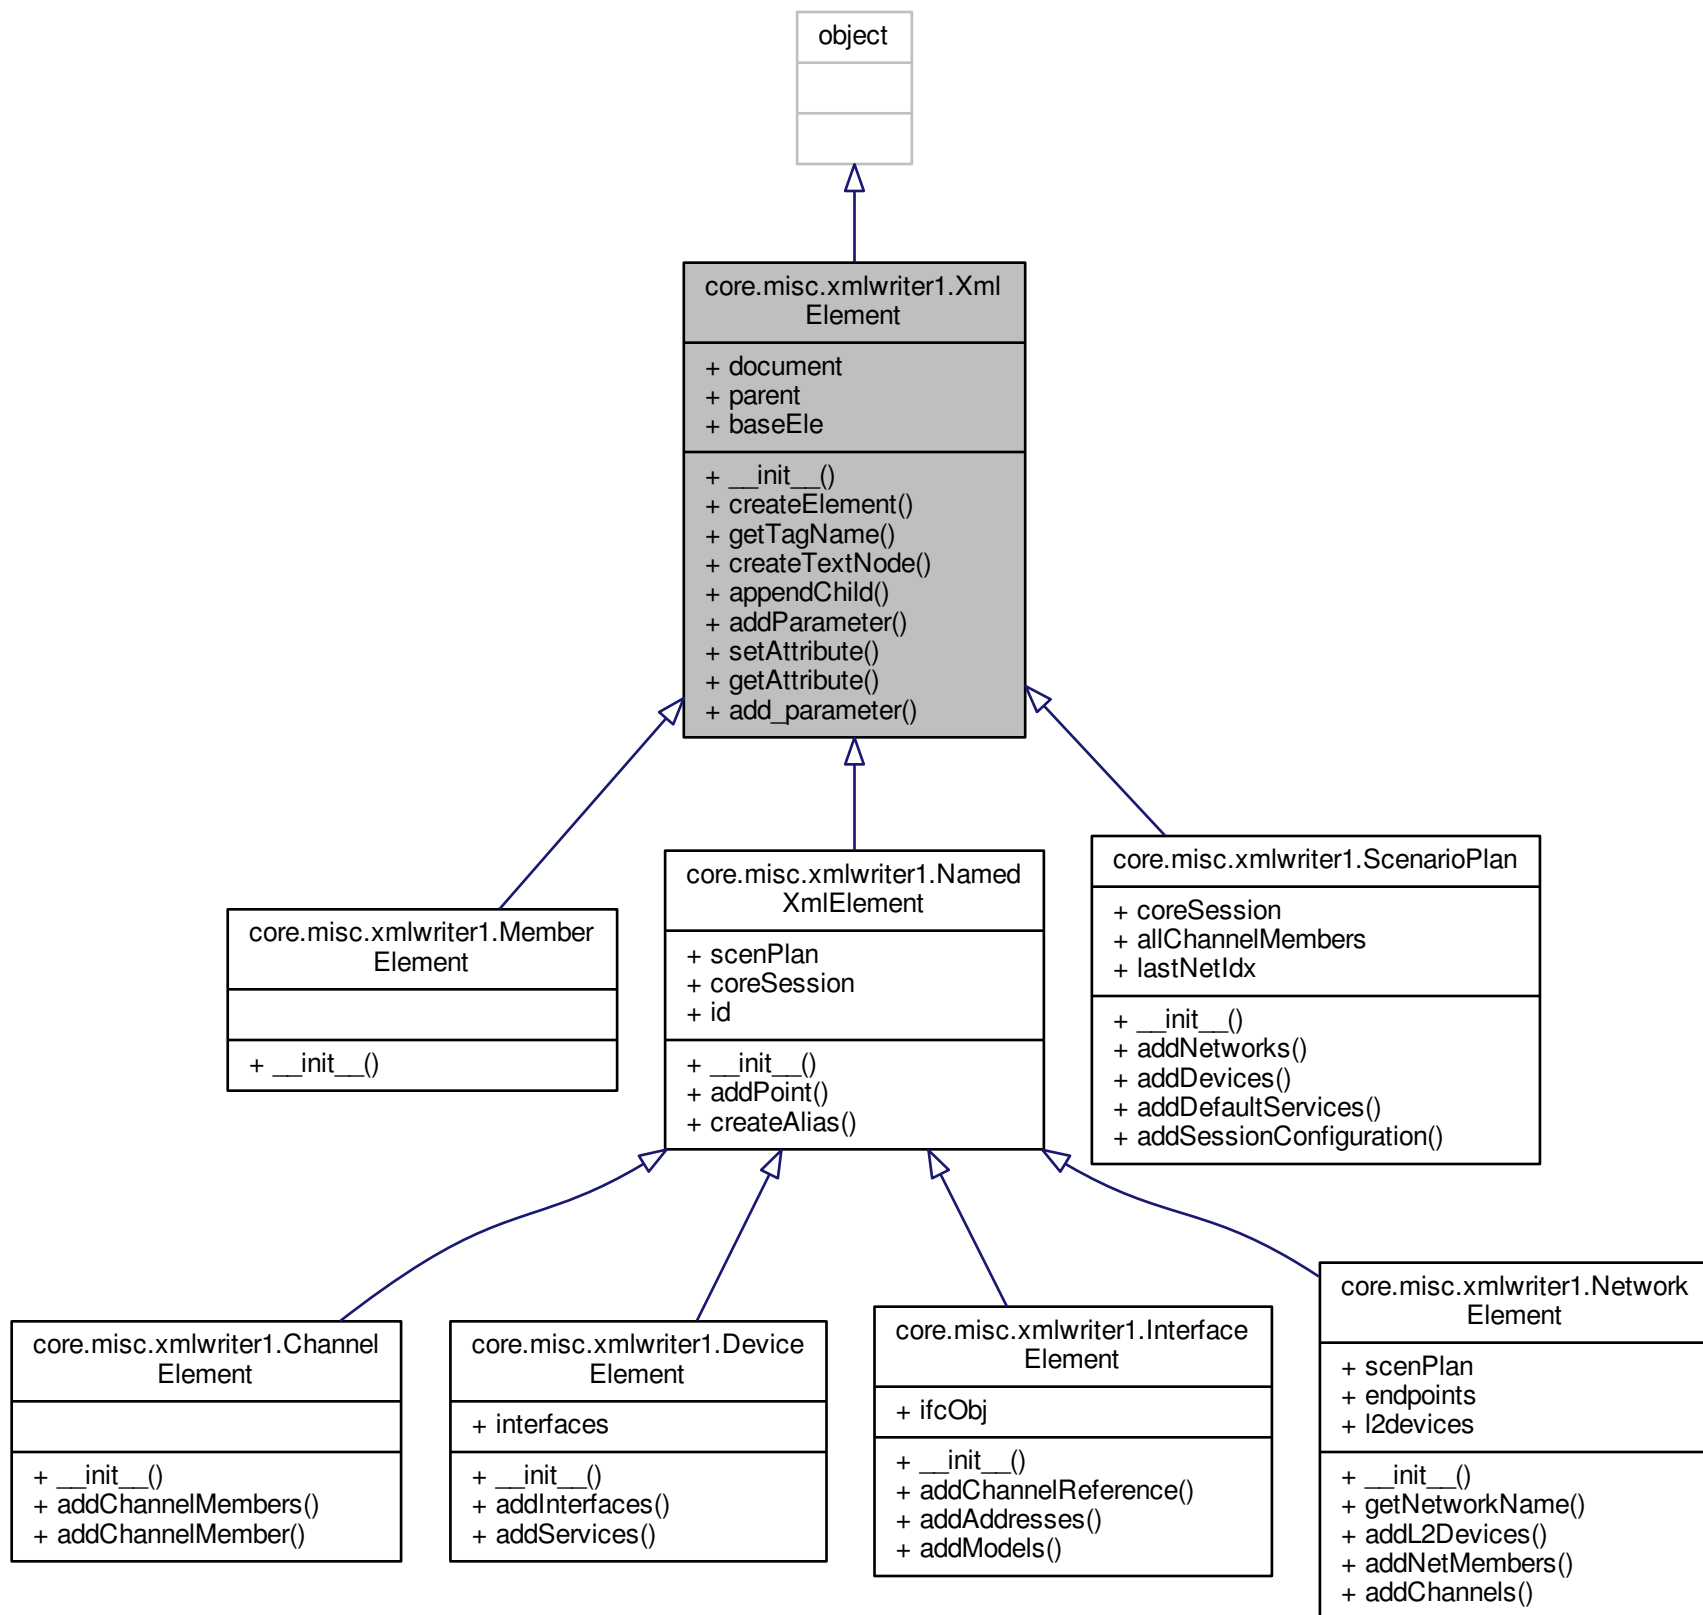 object
core.misc.xmlwriter1.Xml
Element
+ document
+ parent
+ baseEle
+ __init__()
+ createElement()
+ getTagName()
+ createTextNode()
+ appendChild()
+ addParameter()
+ setAttribute()
+ getAttribute()
+ add_parameter()
core.misc.xmlwriter1.Member
Element
+ __init__()
core.misc.xmlwriter1.Named
XmlElement
+ scenPlan
+ coreSession
+ id
+ __init__()
+ addPoint()
+ createAlias()
core.misc.xmlwriter1.ScenarioPlan
+ coreSession
+ allChannelMembers
+ lastNetIdx
+ __init__()
+ addNetworks()
+ addDevices()
+ addDefaultServices()
+ addSessionConfiguration()
core.misc.xmlwriter1.Channel
Element
+ __init__()
+ addChannelMembers()
+ addChannelMember()
core.misc.xmlwriter1.Device
Element
+ interfaces
+ __init__()
+ addInterfaces()
+ addServices()
core.misc.xmlwriter1.Interface
Element
+ ifcObj
+ __init__()
+ addChannelReference()
+ addAddresses()
+ addModels()
core.misc.xmlwriter1.Network
Element
+ scenPlan
+ endpoints
+ l2devices
+ __init__()
+ getNetworkName()
+ addL2Devices()
+ addNetMembers()
+ addChannels()